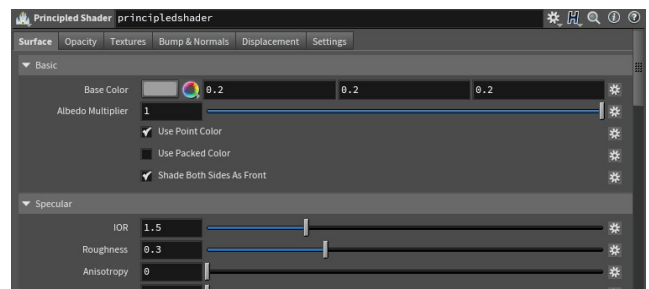 Principled Shader principledshader
Surface Opacity Textures Bump & Normals Displacement Settings
Basic
Base Color 0.2 0.2 0.2
Albedo Multiplier 1
Use Point Color
Use Packed Color
Shade Both Sides As Front
Specular
IOR 1.5
Roughness 0.3
Anisotropy 0